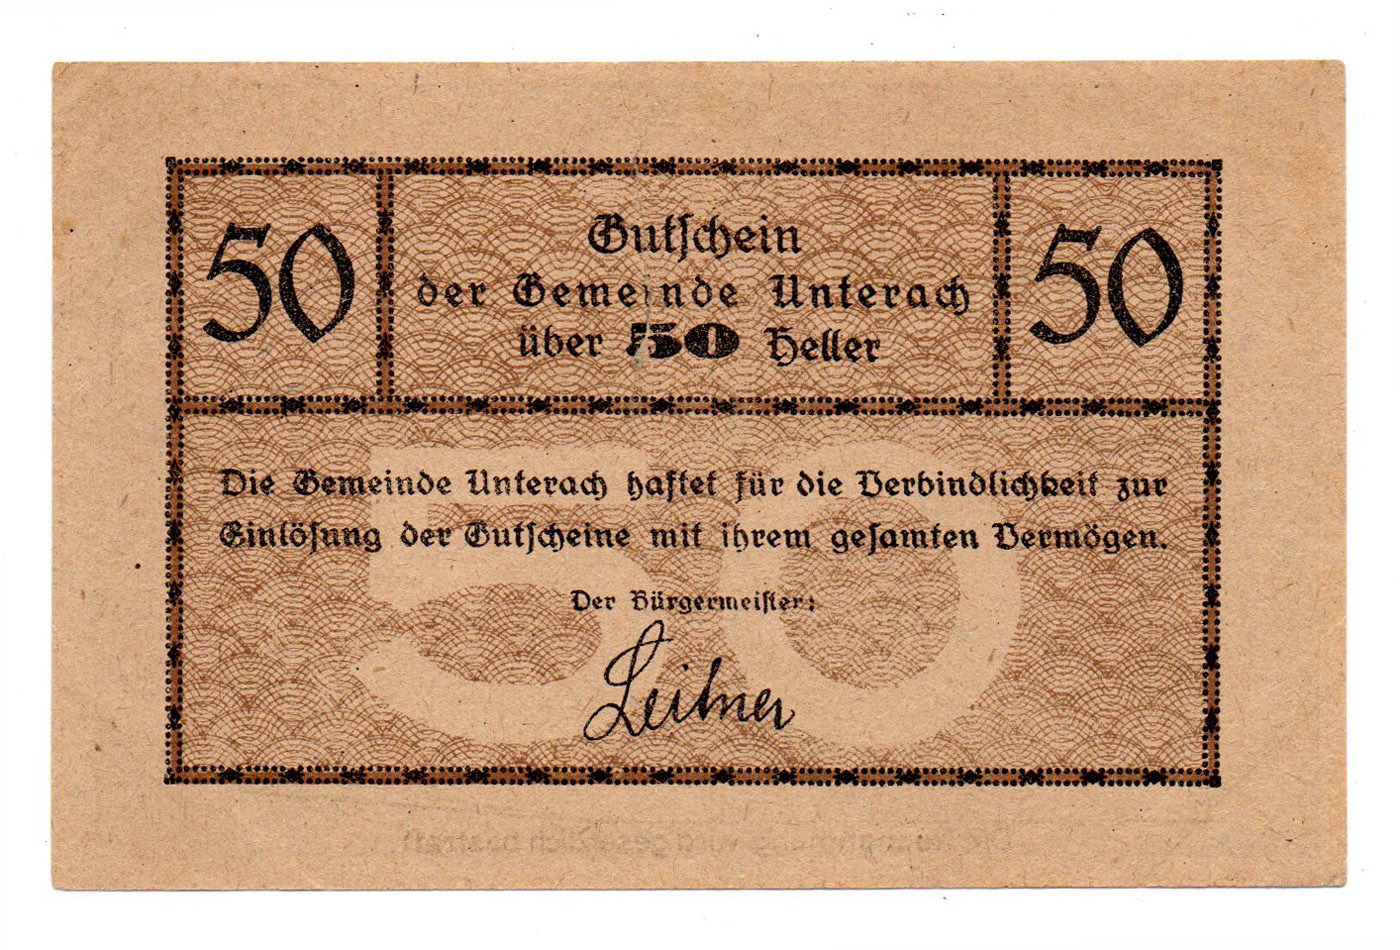 50
Gutschein
50
der Gemeinde Unterach
über 50 Heller
Die Gemeinde Unterach haftet für die Verbindlichkeit zur
Einlösung der Gutscheine mit ihrem gesamten Vermögen.
Der Bürgermeister:
Leitner
50